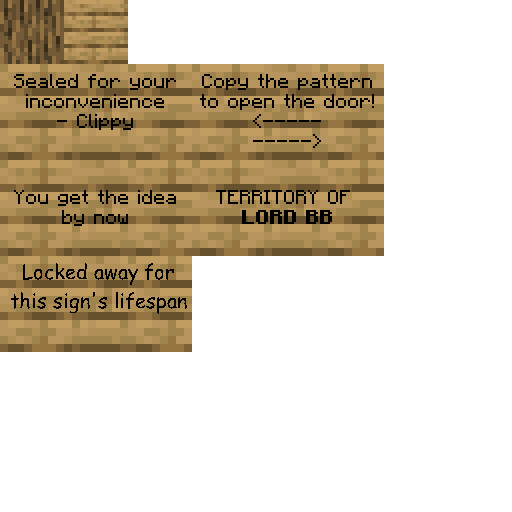 Sealed for your
inconvenience
- Clippy
Copy the pattern
to open the door!
<-----
----->
You get the idea
by now
TERRITORY OF
LORD BB
Locked away for
this sign's lifespan